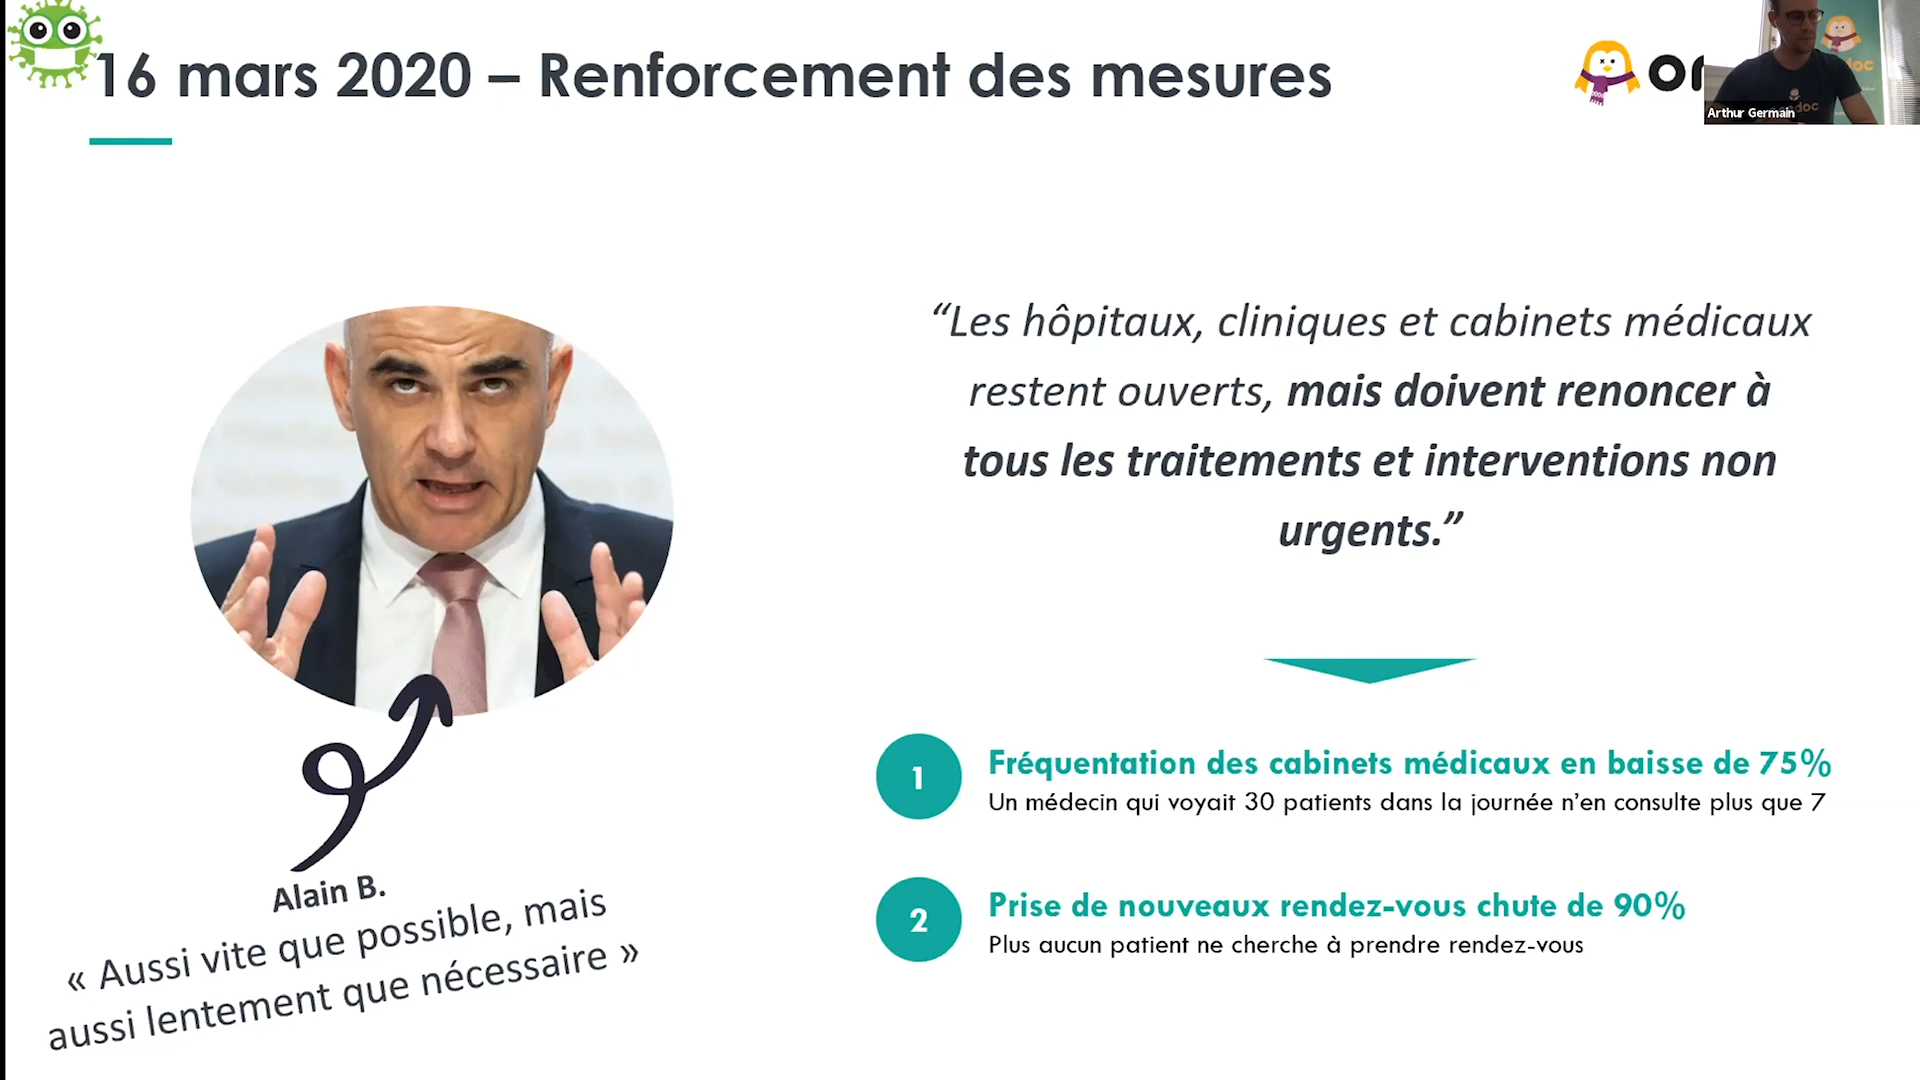 16 mars 2020 – Renforcement des mesures
Arthur Germain
“Les hôpitaux, cliniques et cabinets médicaux
restent ouverts, mais doivent renoncer à
tous les traitements et interventions non
urgents.”
1
Fréquentation des cabinets médicaux en baisse de 75%
Un médecin qui voyait 30 patients dans la journée n’en consulte plus que 7
2
Prise de nouveaux rendez-vous chute de 90%
Plus aucun patient ne cherche à prendre rendez-vous
Alain B.
« Aussi vite que possible, mais
aussi lentement que nécessaire »